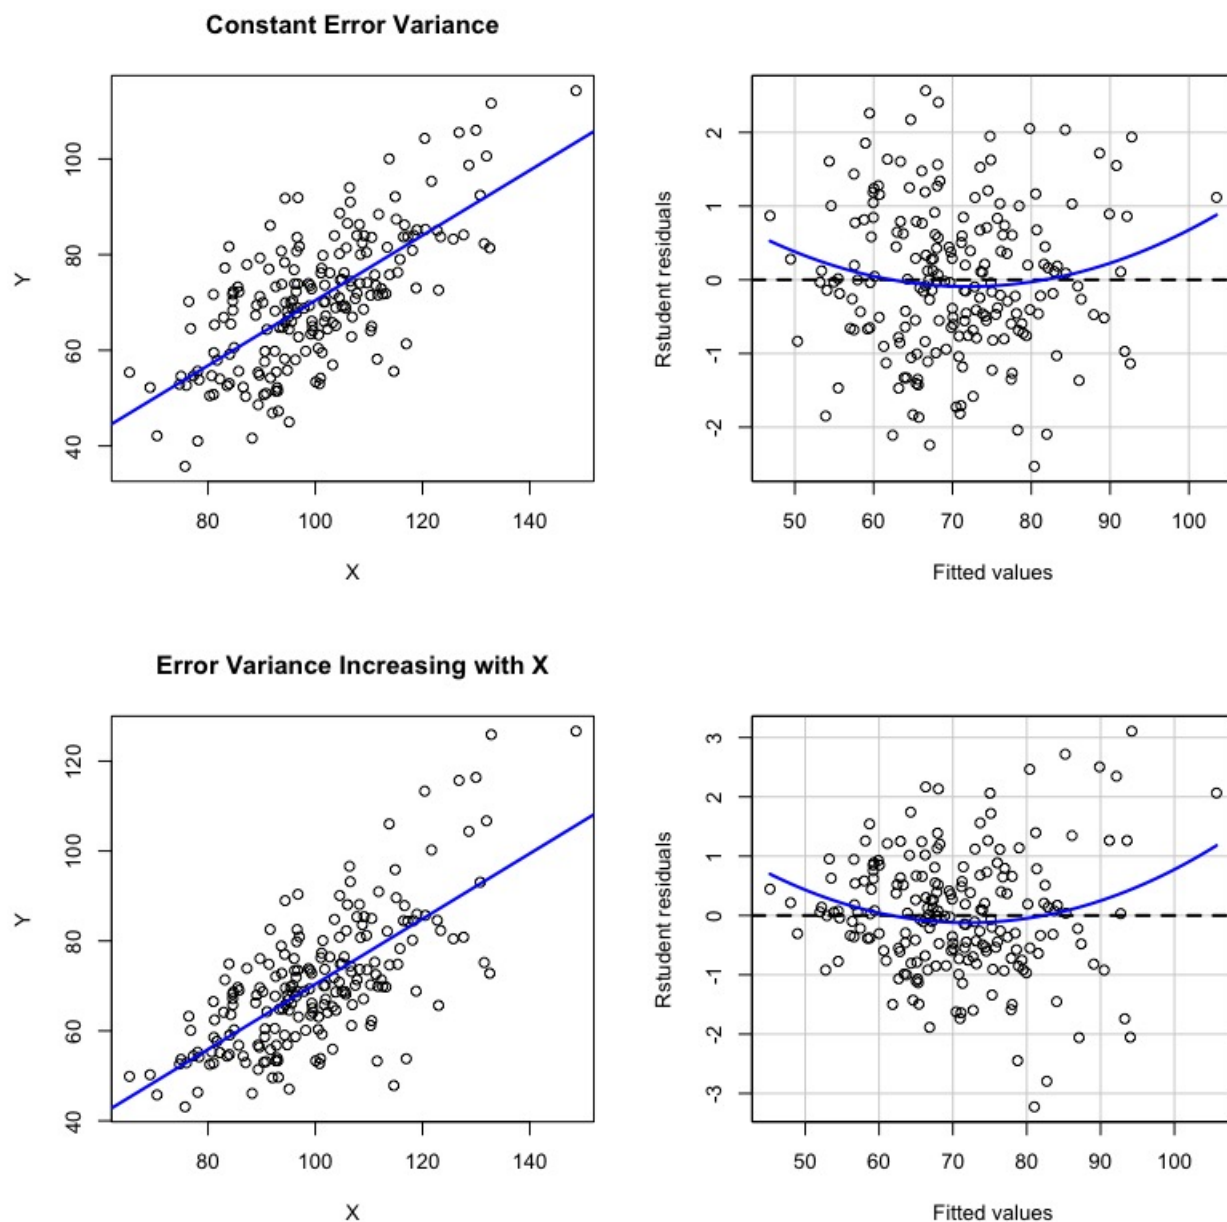 Constant Error Variance
Y
40 60 80 100
80 100 120 140
X
Rstudent residuals
-2 -1 0 1 2
50 60 70 80 90 100
Fitted values
Error Variance Increasing with X
Y
40 60 80 100 120
80 100 120 140
X
Rstudent residuals
-3 -2 -1 0 1 2 3
50 60 70 80 90 100
Fitted values